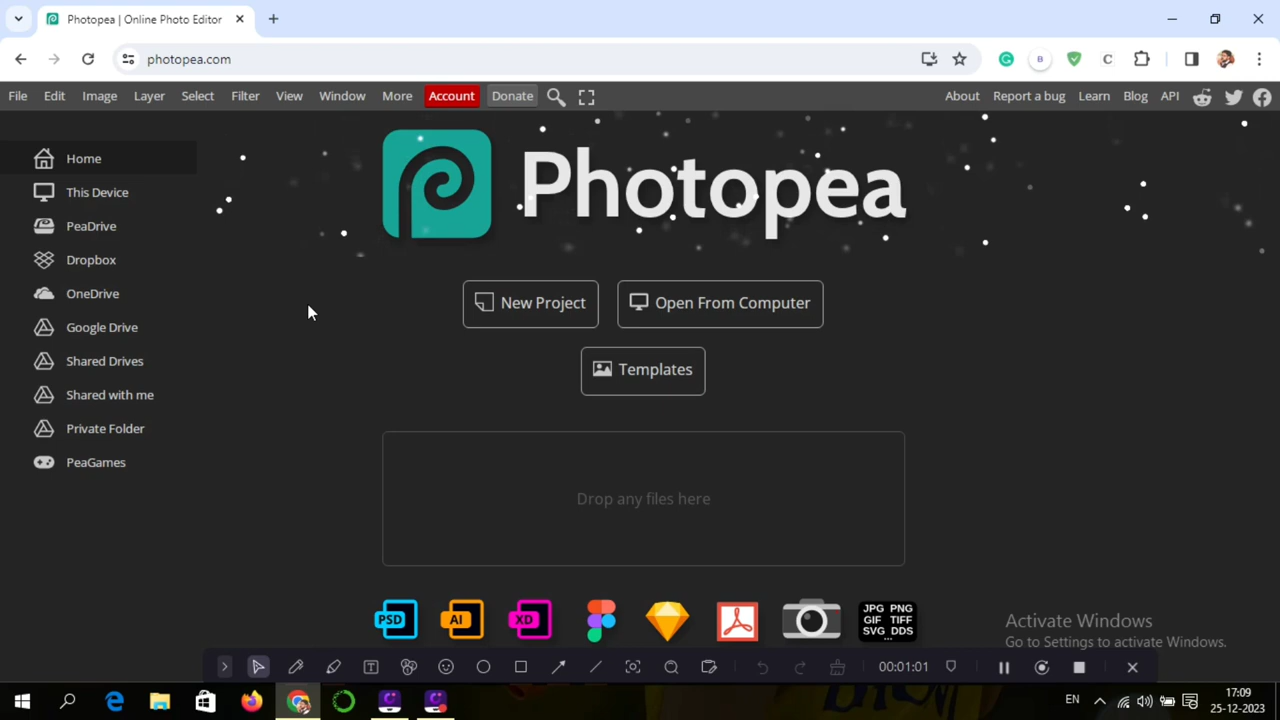 Photopea | Online Photo Editor
photopea.com
File Edit Image Layer Select Filter View Window More Account Donate About Report a bug Learn Blog API
Home
This Device
PeaDrive
Dropbox
OneDrive
Google Drive
Shared Drives
Shared with me
Private Folder
PeaGames
Photopea
New Project Open From Computer
Templates
Drop any files here
PSD AI XD JPG PNG
GIF TIFF
SVG DDS
...
Activate Windows
Go to Settings to activate Windows.
00:01:01
EN 17:09
25-12-2023